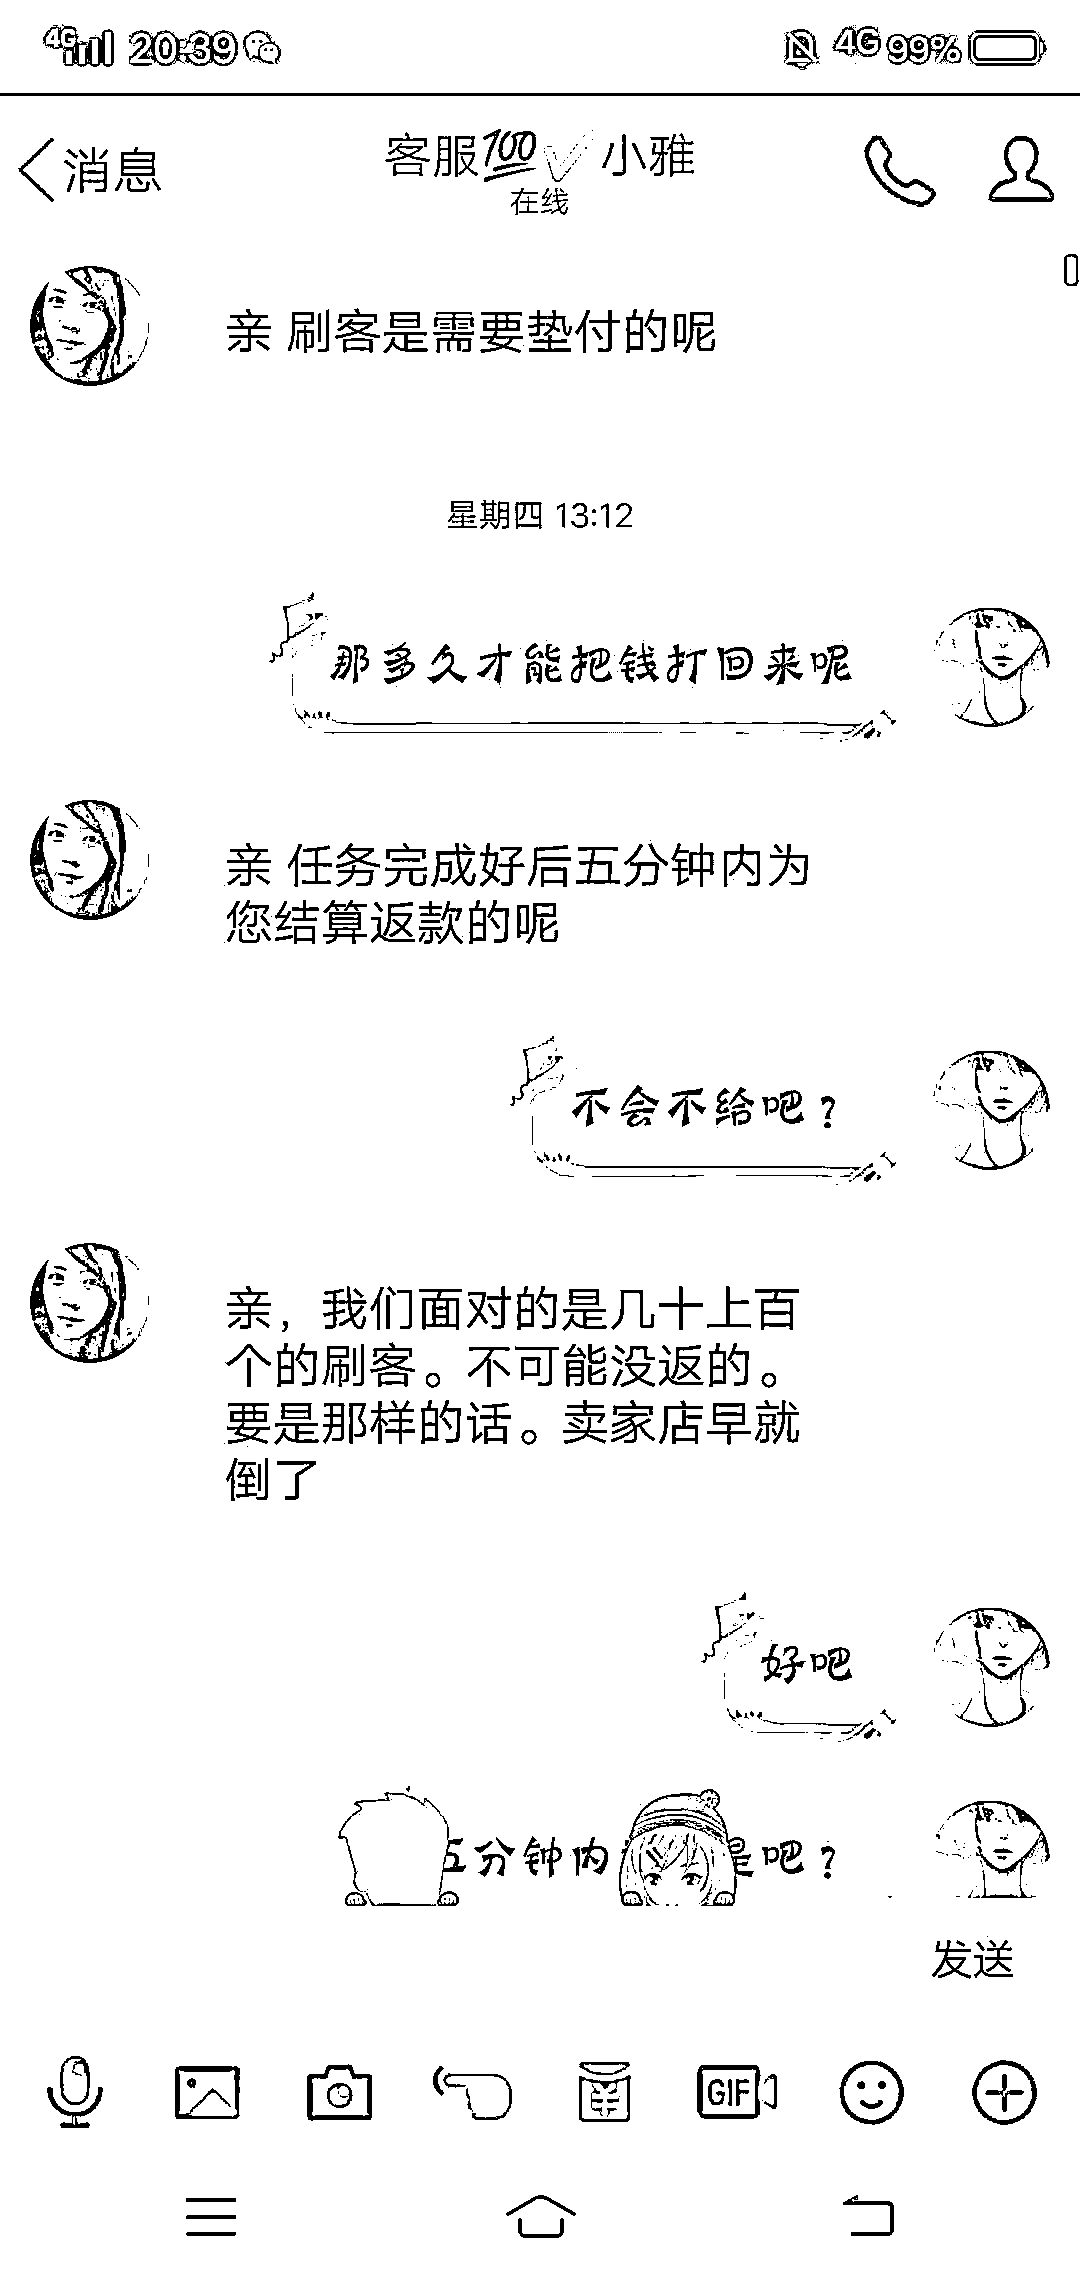 4G 20:39 4G 99%
消息
客服💯✓小雅
在线
亲 刷客是需要垫付的呢
星期四 13:12
那多久才能把钱打回来呢
亲 任务完成好后五分钟内为
您结算返款的呢
不会不给吧？
亲，我们面对的是几十上百
个的刷客。不可能没返的。
要是那样的话。卖家店早就
倒了
好吧
五分钟内 是吧？
发送
GIF